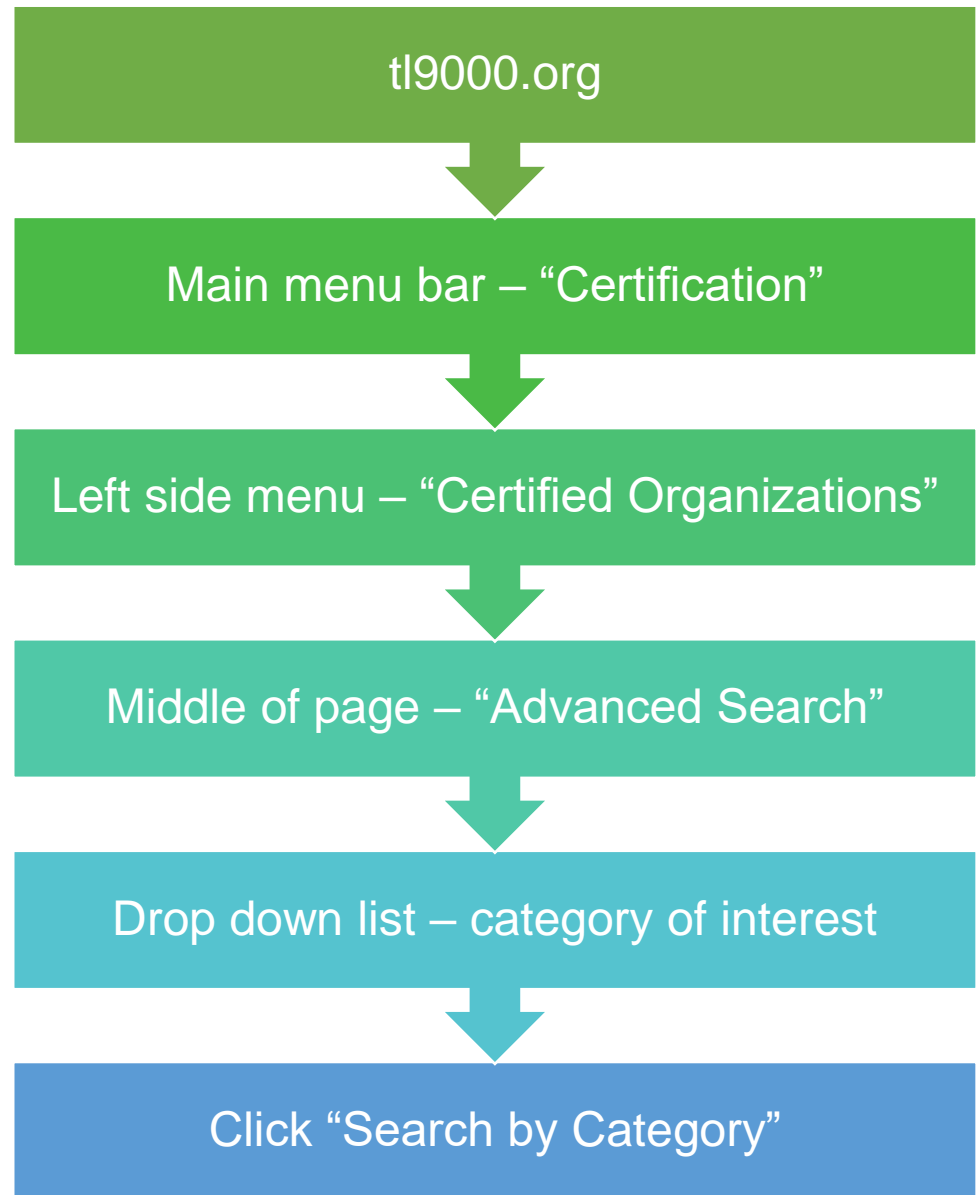 tl9000.org
Main menu bar – “Certification”
Left side menu – “Certified Organizations”
Middle of page – “Advanced Search”
Drop down list – category of interest
Click “Search by Category”